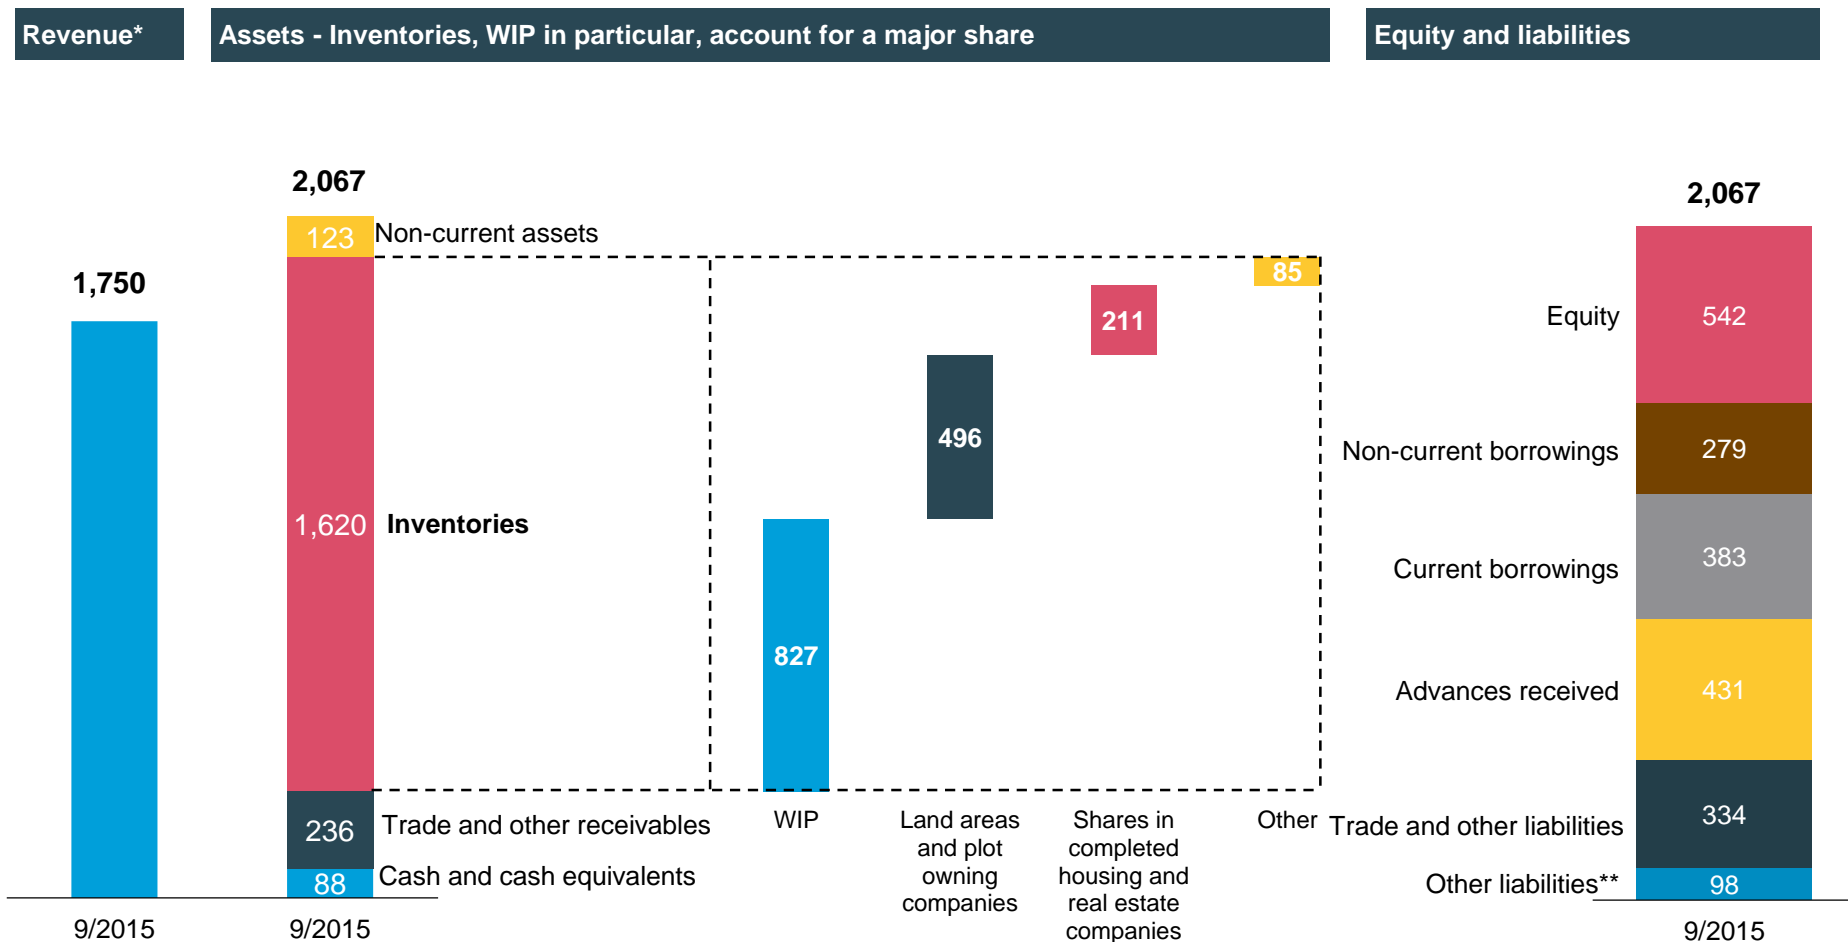 Revenue*
Assets - Inventories, WIP in particular, account for a major share
Equity and liabilities
1,750
9/2015
2,067
123
Non-current assets
1,620
Inventories
236
Trade and other receivables
88
Cash and cash equivalents
9/2015
827
WIP
496
Land areas
and plot
owning
companies
211
Shares in
completed
housing and
real estate
companies
85
Other
2,067
Equity
542
Non-current borrowings
279
Current borrowings
383
Advances received
431
Trade and other liabilities
334
Other liabilities**
98
9/2015